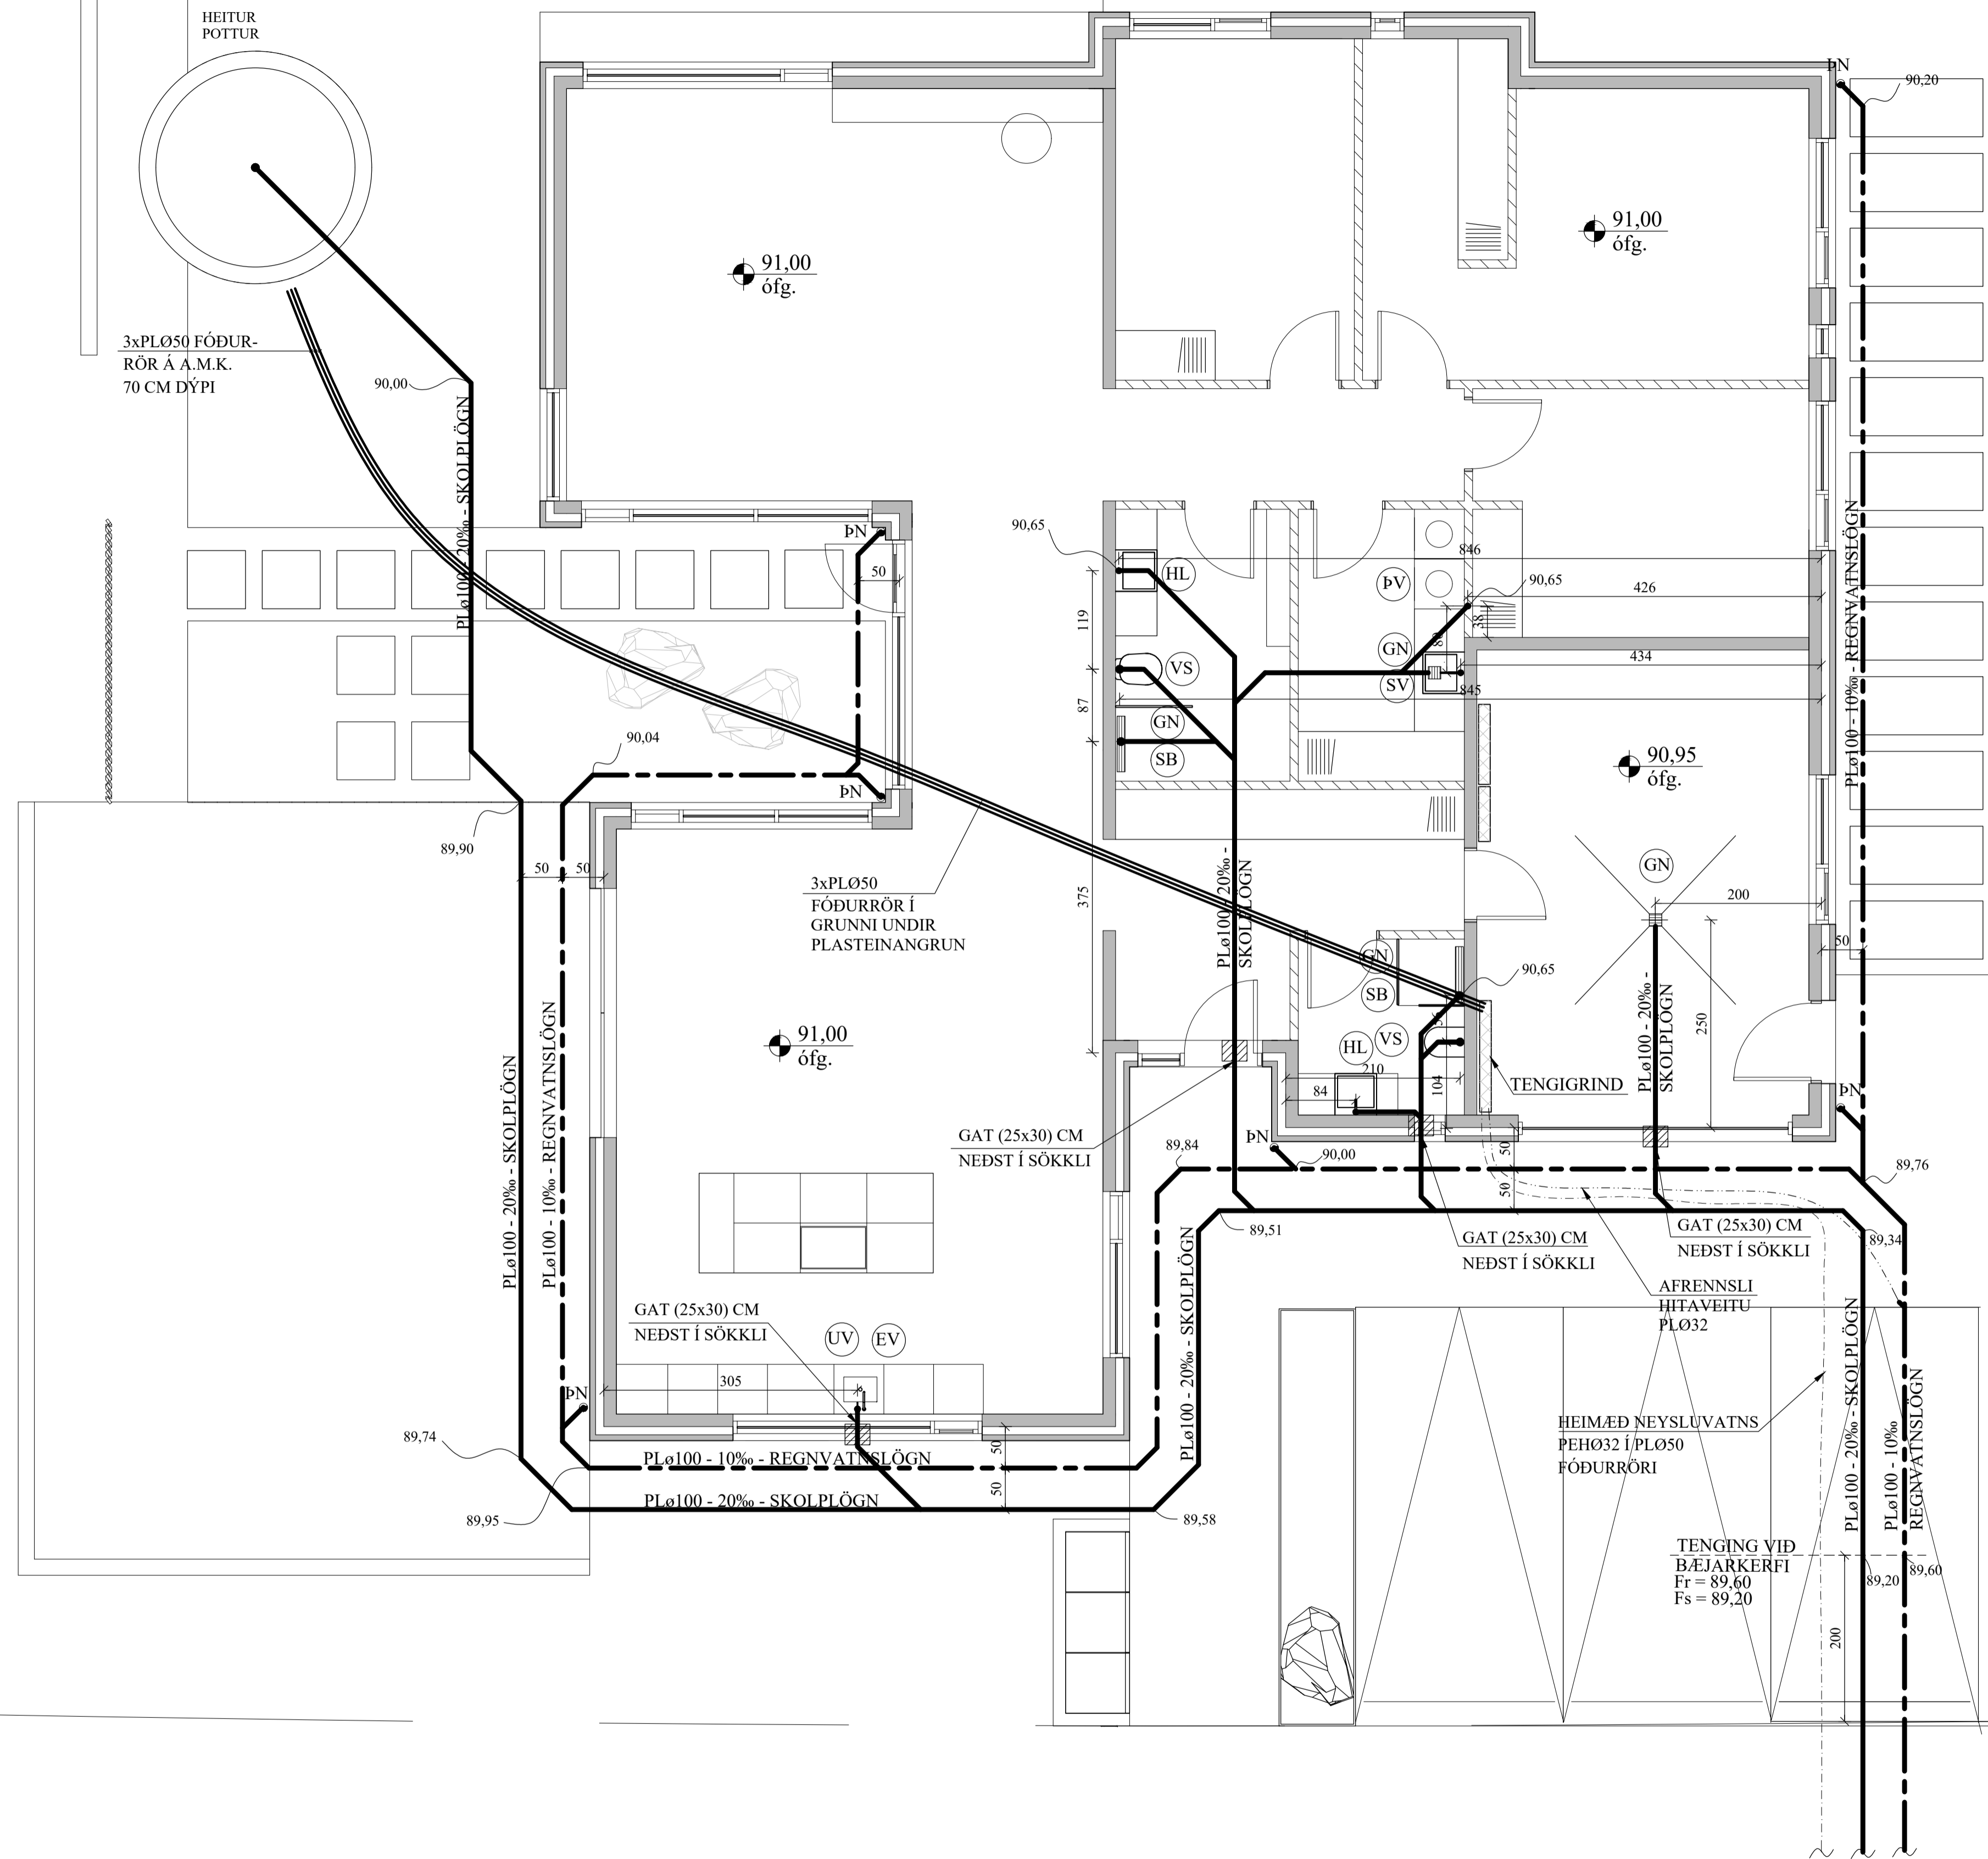 HEITUR
POTTUR
ÞN
90,20
91,00
ófg.
91,00
ófg.
3xPLØ50 FÓÐUR-
RÖR Á A.M.K.
70 CM DÝPI
90,00
PLø100 - 20‰ - SKOLPLÖGN
ÞN
50
90,65
HL
846
ÞV
90,65
426
38
80
119
GN
434
VS
SV
845
87
GN
SB
PLø100 - 10‰ - REGNVATNSLÖGN
90,04
ÞN
90,95
ófg.
89,90
50
50
3xPLØ50
FÓÐURRÖR Í
GRUNNI UNDIR
PLASTEINANGRUN
375
PLø100 - 20‰ -
SKOLPLÖGN
GN
200
50
GN
90,65
SB
PLø100 - 20‰ -
SKOLPLÖGN
250
91,00
ófg.
VS
HL
210
84
104
TENGIGRIND
ÞN
PLø100 - 20‰ - SKOLPLÖGN
PLø100 - 10‰ - REGNVATNSLÖGN
GAT (25x30) CM
NEÐST Í SÖKKLI
89,84
ÞN
90,00
50
50
89,76
89,51
GAT (25x30) CM
NEÐST Í SÖKKLI
GAT (25x30) CM
NEÐST Í SÖKKLI
89,34
AFRENNSLI
HITAVEITU
PLØ32
GAT (25x30) CM
NEÐST Í SÖKKLI
UV
EV
305
ÞN
PLø100 - 20‰ - SKOLPLÖGN
PLø100 - 20‰ - SKOLPLÖGN
PLø100 - 10‰
REGNVATNSLÖGN
HEIMÆÐ NEYSLUVATNS
PEHØ32 Í PLØ50
FÓÐURRÖRI
89,74
50
PLø100 - 10‰ - REGNVATNSLÖGN
50
PLø100 - 20‰ - SKOLPLÖGN
89,95
89,58
TENGING VIÐ
BÆJARKERFI
Fr = 89,60
Fs = 89,20
89,20
89,60
200